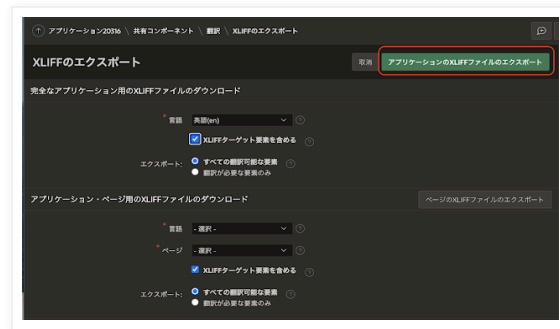 アプリケーション20316 \ 共有コンポーネント \ 翻訳 \ XLIFFのエクスポート
XLIFFのエクスポート
取消
アプリケーションのXLIFFファイルのエクスポート
完全なアプリケーション用のXLIFFファイルのダウンロード
* 言語 英語(en)
XLIFFターゲット要素を含める
エクスポート: すべての翻訳可能な要素
翻訳が必要な要素のみ
アプリケーション・ページ用のXLIFFファイルのダウンロード
ページのXLIFFファイルのエクスポート
* 言語 - 選択 -
* ページ - 選択 -
XLIFFターゲット要素を含める
エクスポート: すべての翻訳可能な要素
翻訳が必要な要素のみ